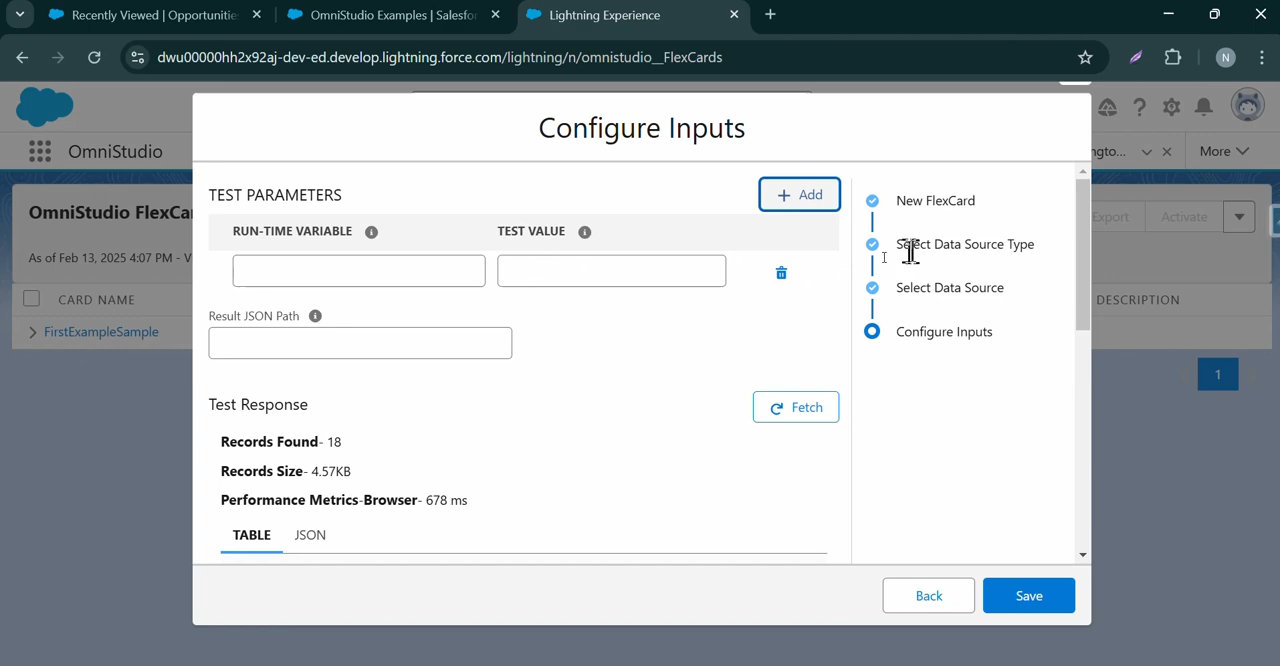 Recently Viewed | Opportunities
OmniStudio Examples | Salesfor
Lightning Experience
dwu00000hh2x92aj-dev-ed.develop.lightning.force.com/lightning/n/omnistudio__FlexCards
N
OmniStudio
ngto...
More
OmniStudio FlexCar
Export
Activate
As of Feb 13, 2025 4:07 PM - V
CARD NAME
DESCRIPTION
FirstExampleSample
1
Configure Inputs
TEST PARAMETERS
+ Add
RUN-TIME VARIABLE
TEST VALUE
Result JSON Path
Test Response
Fetch
Records Found- 18
Records Size- 4.57KB
Performance Metrics-Browser- 678 ms
TABLE
JSON
New FlexCard
Select Data Source Type
Select Data Source
Configure Inputs
Back
Save